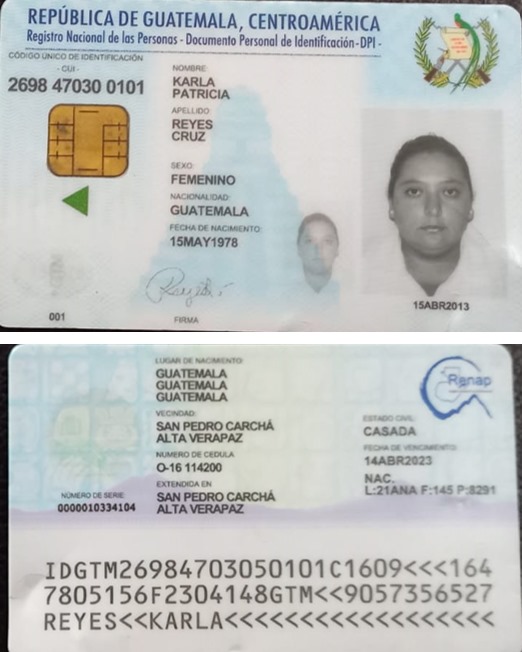 REPÚBLICA DE GUATEMALA, CENTROAMÉRICA
Registro Nacional de las Personas - Documento Personal de Identificación -DPI -
CÓDIGO ÚNICO DE IDENTIFICACIÓN
- CUI -
2698 47030 0101
NOMBRE:
KARLA
PATRICIA
APELLIDO:
REYES
CRUZ
SEXO:
FEMENINO
NACIONALIDAD:
GUATEMALA
FECHA DE NACIMIENTO:
15MAY1978
15ABR2013
001
FIRMA
LUGAR DE NACIMIENTO:
GUATEMALA
GUATEMALA
GUATEMALA
VECINDAD:
SAN PEDRO CARCHÁ
ALTA VERAPAZ
NÚMERO DE CÉDULA
O-16 114200
EXTENDIDA EN
SAN PEDRO CARCHÁ
ALTA VERAPAZ
NÚMERO DE SERIE
0000010334104
Renap
ESTADO CIVIL:
CASADA
FECHA DE VENCIMIENTO:
14ABR2023
NAC.
L:21ANA F:145 P:8291
IDGTM26984703050101C1609<<<164
7805156F2304148GTM<<9057356527
REYES<<KARLA<<<<<<<<<<<<<<<<<<